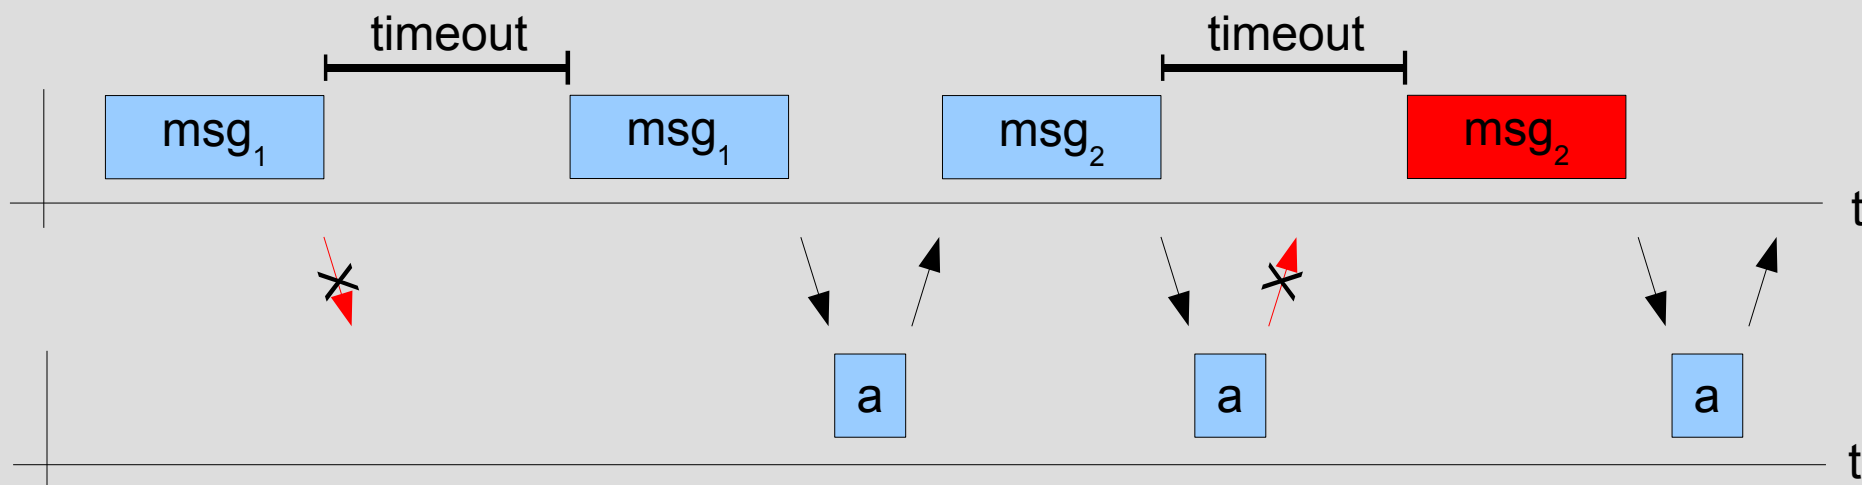 timeout timeout
msg₁ msg₁ msg₂ msg₂
t
a a a
t